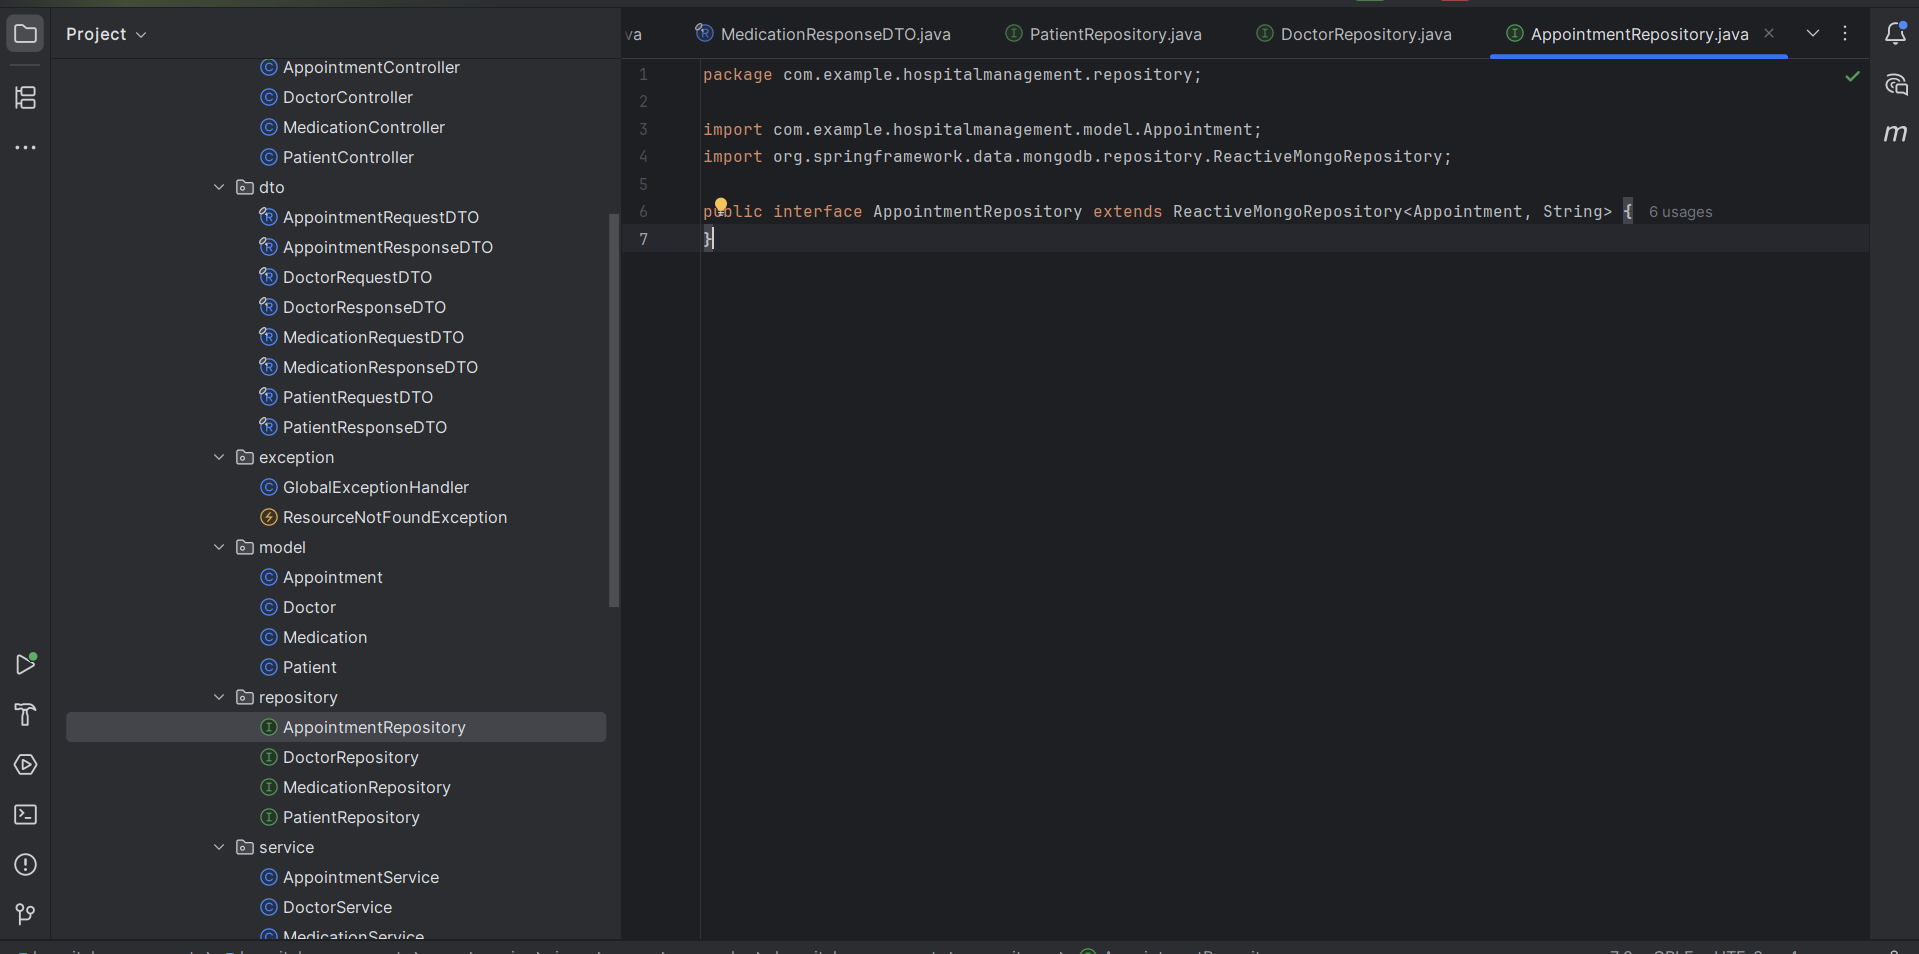 Project
AppointmentController
DoctorController
MedicationController
PatientController
dto
AppointmentRequestDTO
AppointmentResponseDTO
DoctorRequestDTO
DoctorResponseDTO
MedicationRequestDTO
MedicationResponseDTO
PatientRequestDTO
PatientResponseDTO
exception
GlobalExceptionHandler
ResourceNotFoundException
model
Appointment
Doctor
Medication
Patient
repository
AppointmentRepository
DoctorRepository
MedicationRepository
PatientRepository
service
AppointmentService
DoctorService
MedicationService
va MedicationResponseDTO.java PatientRepository.java DoctorRepository.java AppointmentRepository.java
1 package com.example.hospitalmanagement.repository;
2
3 import com.example.hospitalmanagement.model.Appointment;
4 import org.springframework.data.mongodb.repository.ReactiveMongoRepository;
5
6 public interface AppointmentRepository extends ReactiveMongoRepository<Appointment, String> { 6 usages
7 }
m